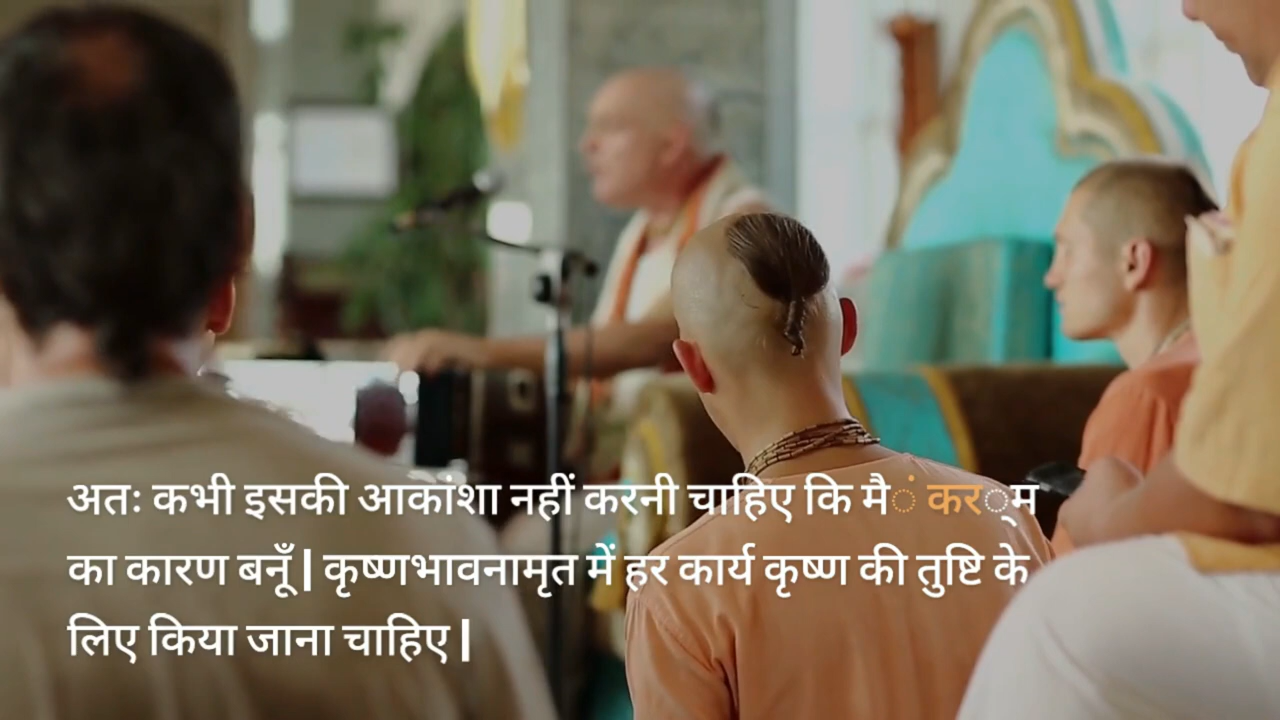 अतः कभी इसकी आकांशा नहीं करनी चाहिए कि मैं कर्म
का कारण बनूँ | कृष्णभावनामृत में हर कार्य कृष्ण की तुष्टि के
लिए किया जाना चाहिए |